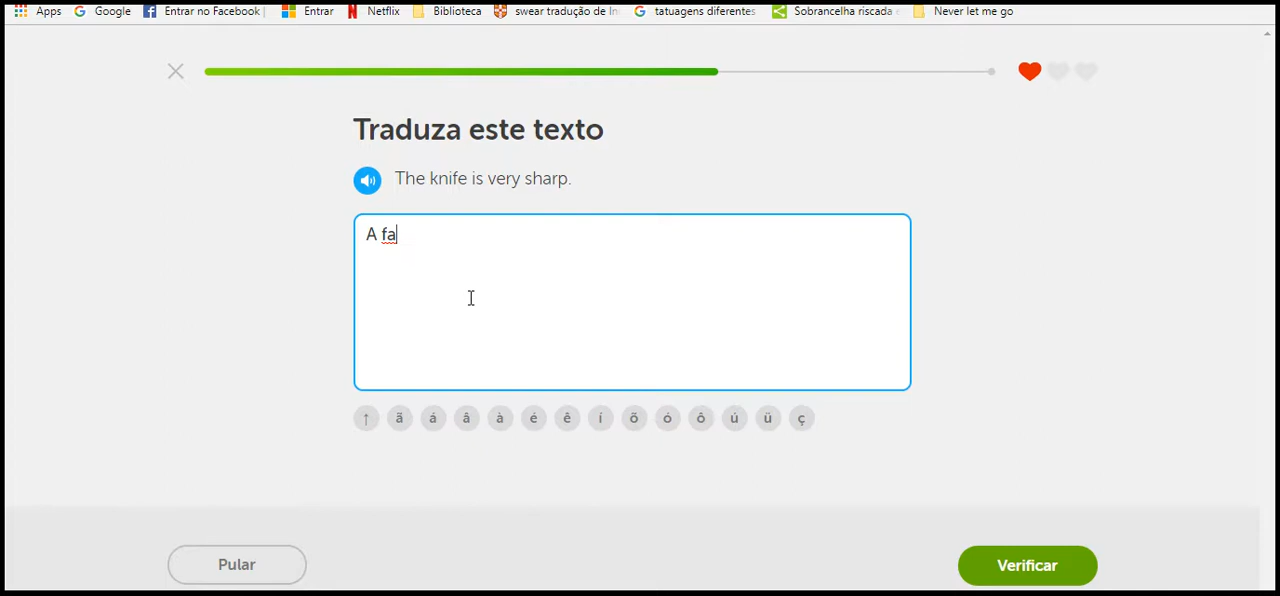 Apps Google Entrar no Facebook Entrar Netflix Biblioteca swear tradução de In tatuagens diferentes Sobrancelha riscada Never let me go
Traduza este texto
The knife is very sharp.
A fa
↑ ã á â à é ê í õ ó ô ú ü ç
Pular Verificar